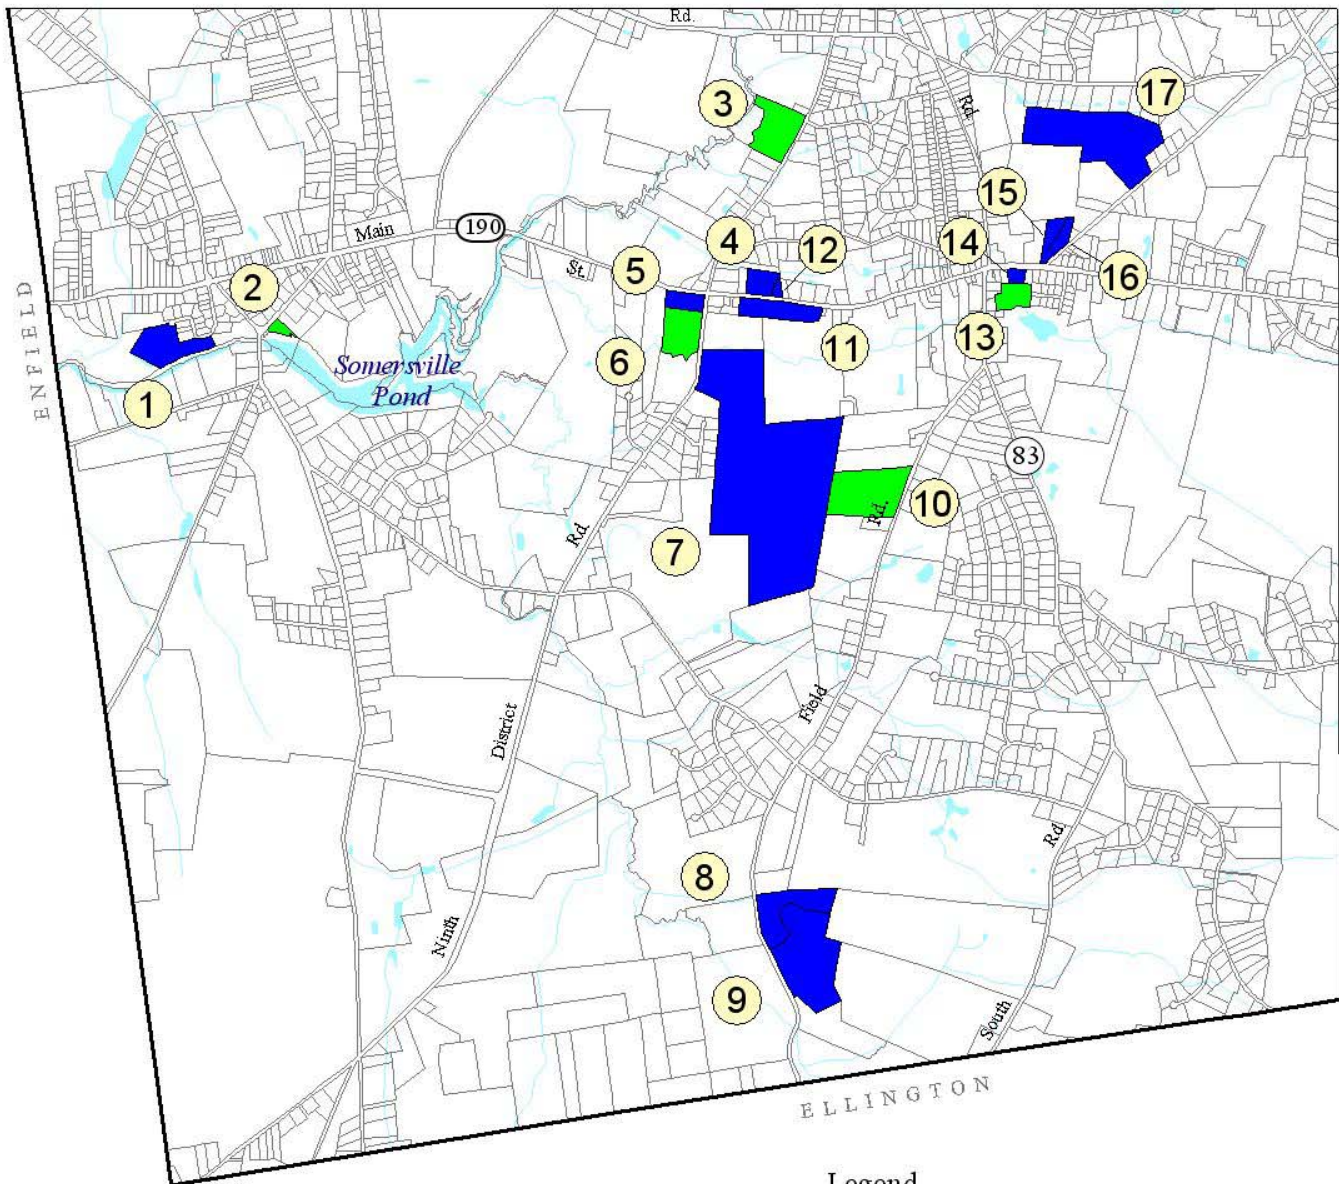 Rd.
17
3
Rd.
15
190
Main
4
14
12
5
St.
16
2
ENFIELD
13
11
6
Somersville
Pond
1
83
10
Rd.
Rd.
7
Field
District
Rd.
8
Ninth
9
South
ELLINGTON
Legend